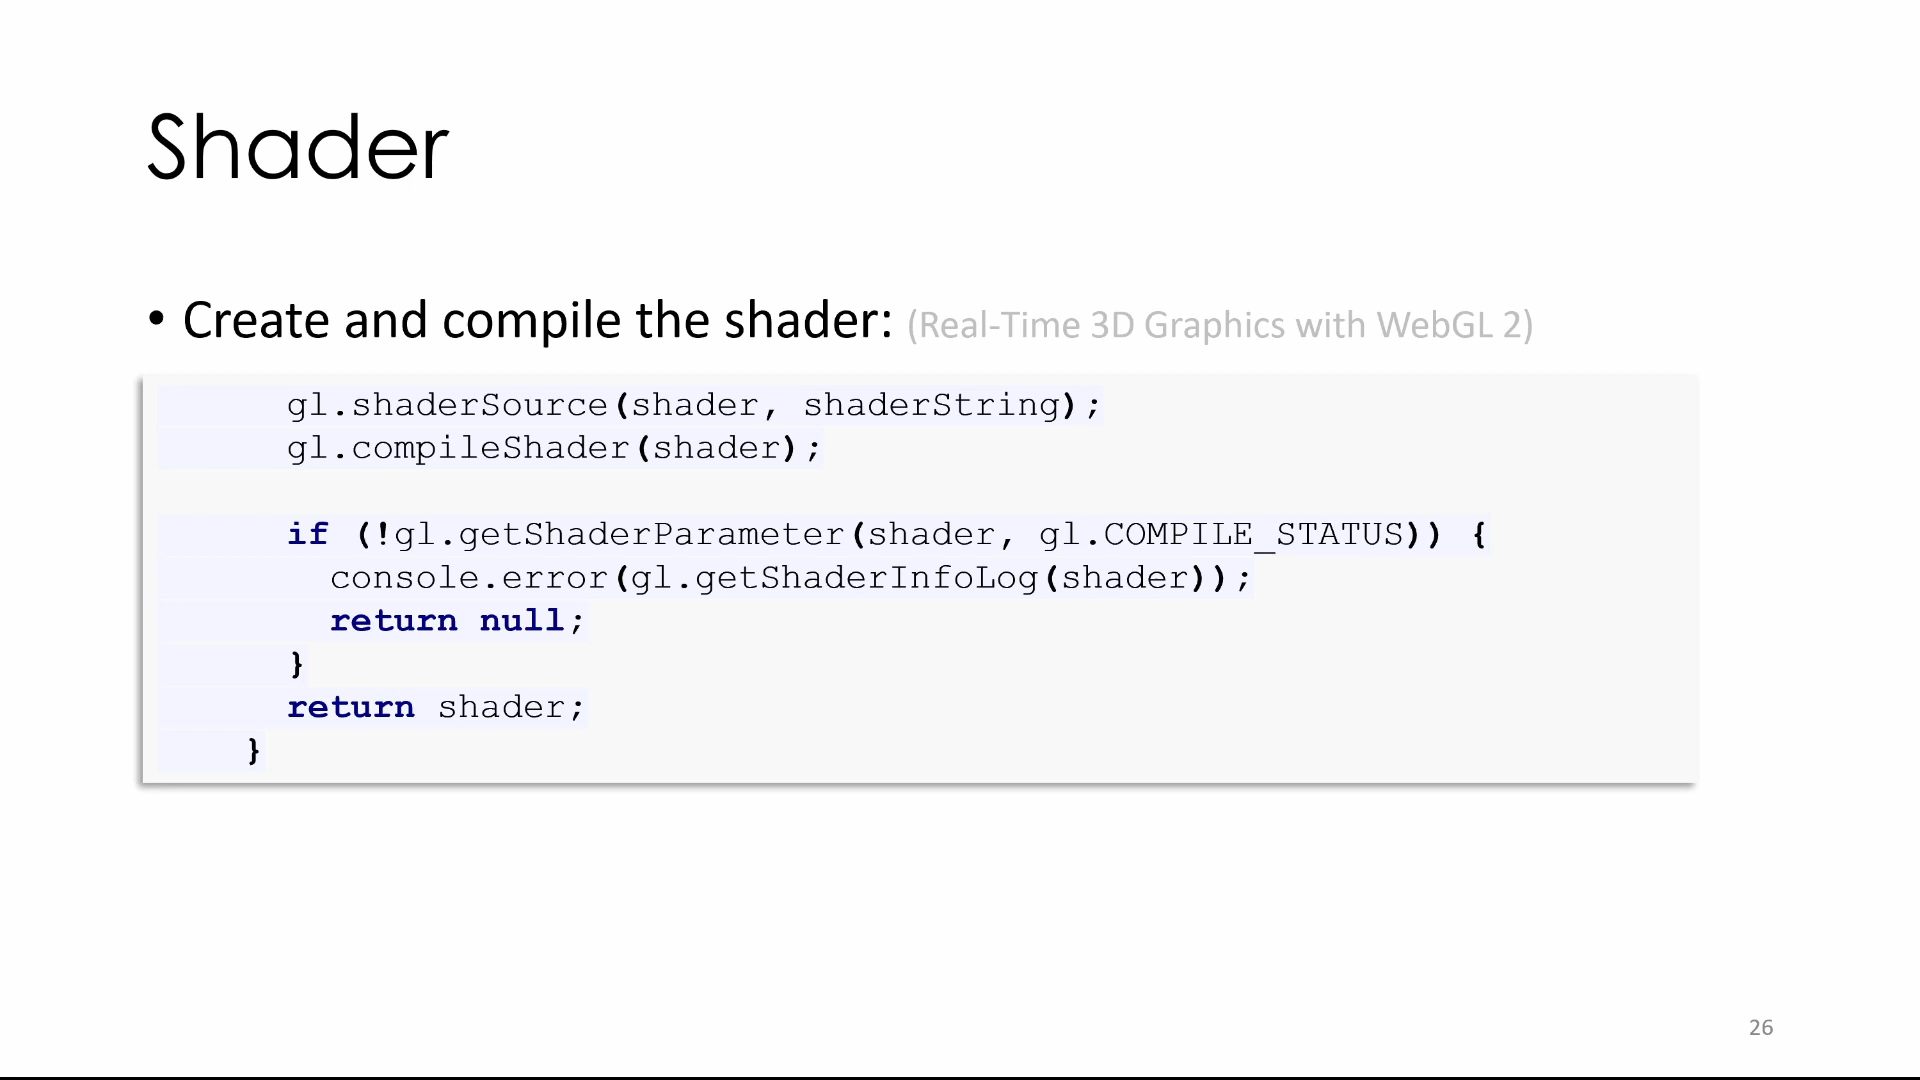 Shader
• Create and compile the shader: (Real-Time 3D Graphics with WebGL 2)
gl.shaderSource(shader, shaderString);
gl.compileShader(shader);
if (!gl.getShaderParameter(shader, gl.COMPILE_STATUS)) {
console.error(gl.getShaderInfoLog(shader));
return null;
}
return shader;
}
26